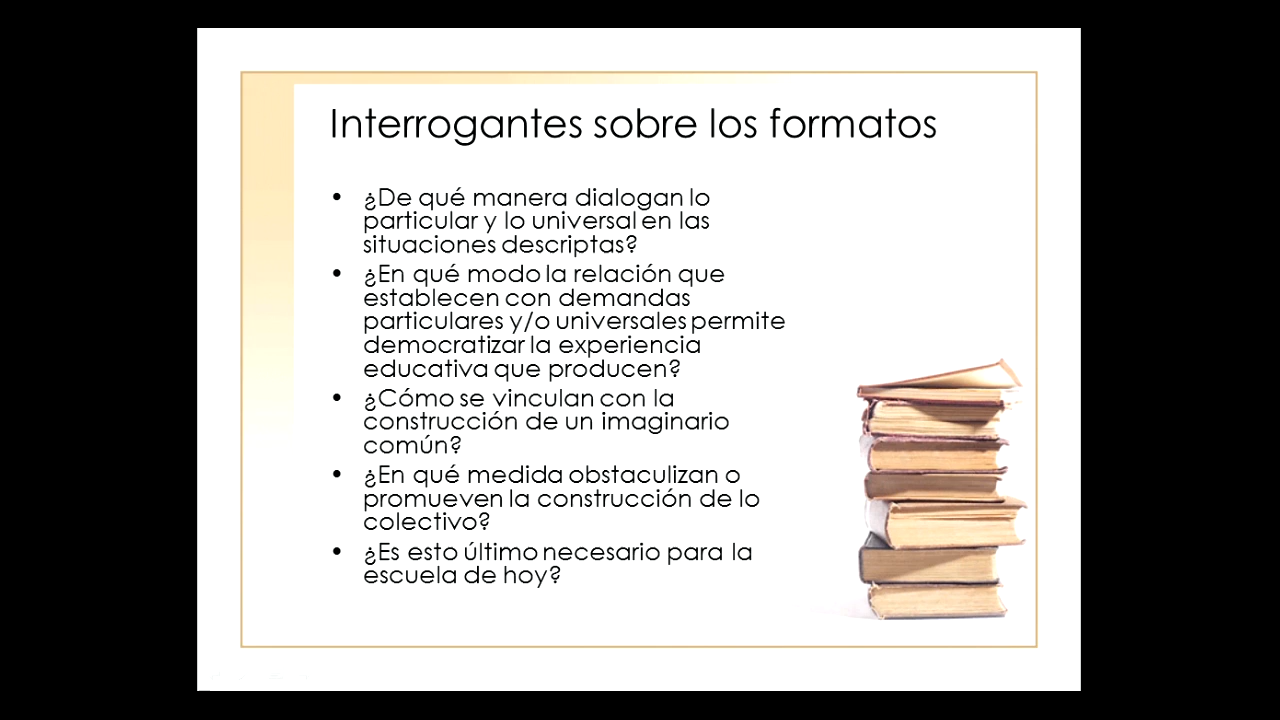 Interrogantes sobre los formatos
• ¿De qué manera dialogan lo
particular y lo universal en las
situaciones descriptas?
• ¿En qué modo la relación que
establecen con demandas
particulares y/o universales permite
democratizar la experiencia
educativa que producen?
• ¿Cómo se vinculan con la
construcción de un imaginario
común?
• ¿En qué medida obstaculizan o
promueven la construcción de lo
colectivo?
• ¿Es esto último necesario para la
escuela de hoy?